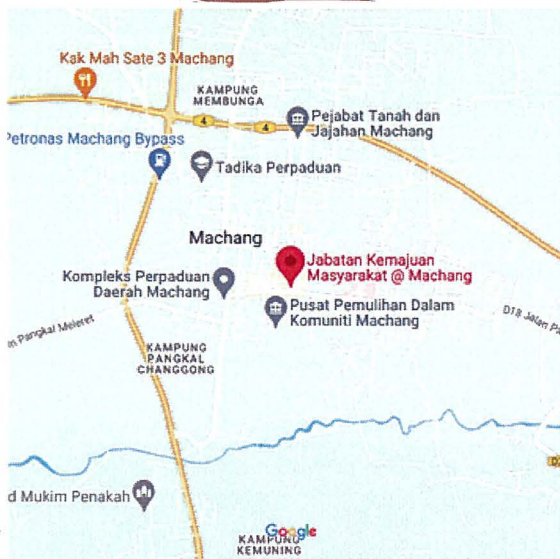 Kak Mah Sate 3 Machang
KAMPUNG
MEMBUNGA
4
4
Pejabat Tanah dan
Jajahan Machang
Petronas Machang Bypass
Tadika Perpaduan
Machang
Jabatan Kemajuan
Masyarakat @ Machang
Kompleks Perpaduan
Daerah Machang
Pusat Pemulihan Dalam
Komuniti Machang
n Pangkal Meleret
D18 Jalan Pa
KAMPUNG
PANGKAL
CHANGGONG
d Mukim Penakah
Google
KAMPUNG
KEMUNING